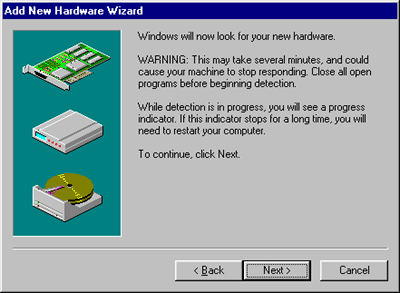 Add New Hardware Wizard
Windows will now look for your new hardware.
WARNING: This may take several minutes, and could
cause your machine to stop responding. Close all open
programs before beginning detection.
While detection is in progress, you will see a progress
indicator. If this indicator stops for a long time, you will
need to restart your computer.
To continue, click Next.
< Back
Next >
Cancel